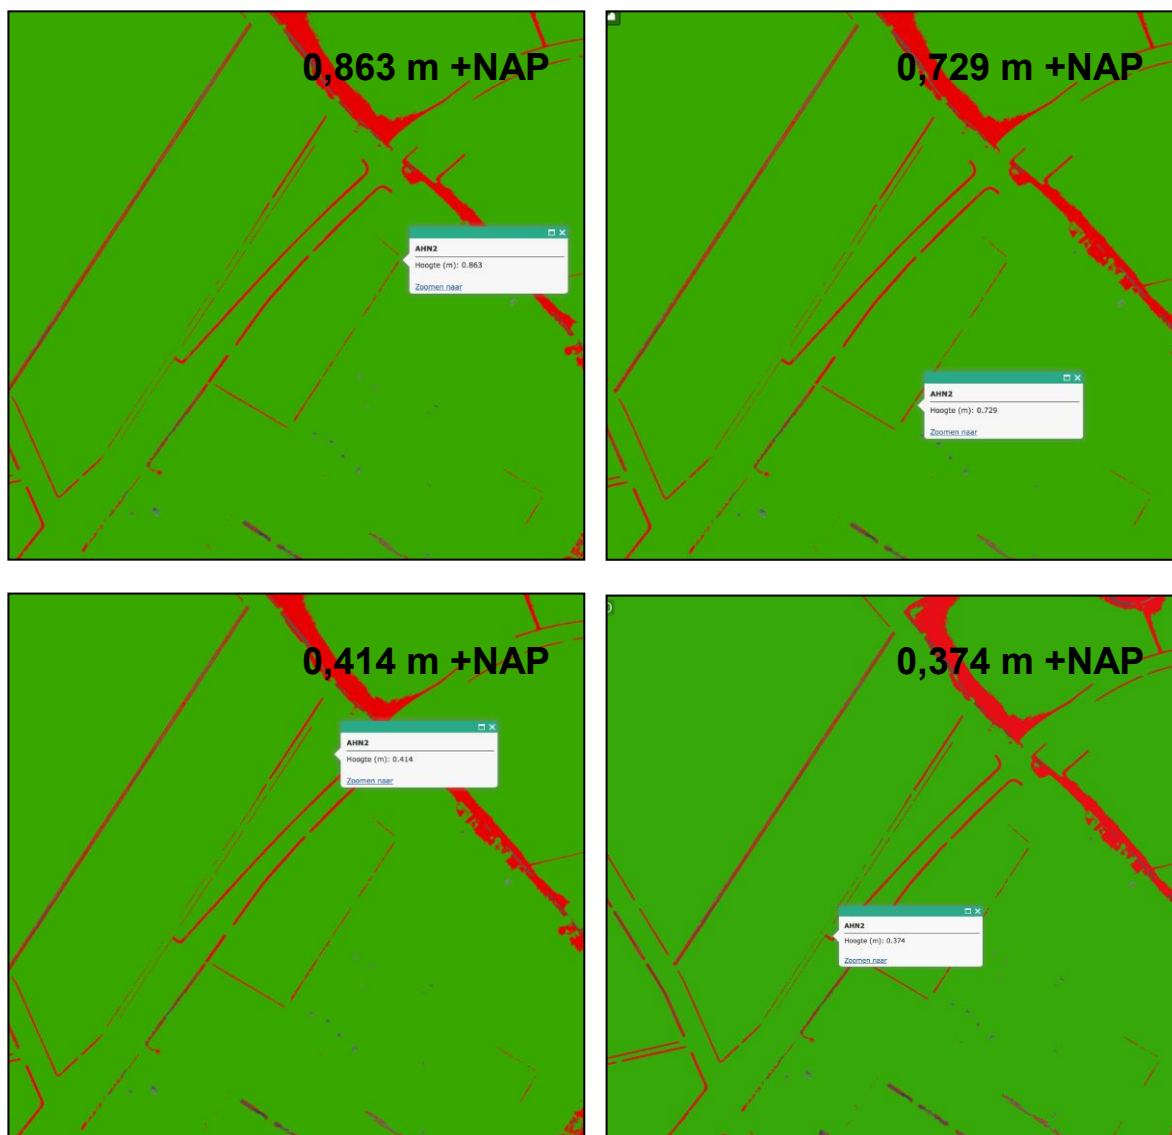 0,863 m +NAP
AHN2
Hoogte (m): 0.863
Zoomen naar
0,729 m +NAP
AHN2
Hoogte (m): 0.729
Zoomen naar
0,414 m +NAP
AHN2
Hoogte (m): 0.414
Zoomen naar
0,374 m +NAP
AHN2
Hoogte (m): 0.374
Zoomen naar